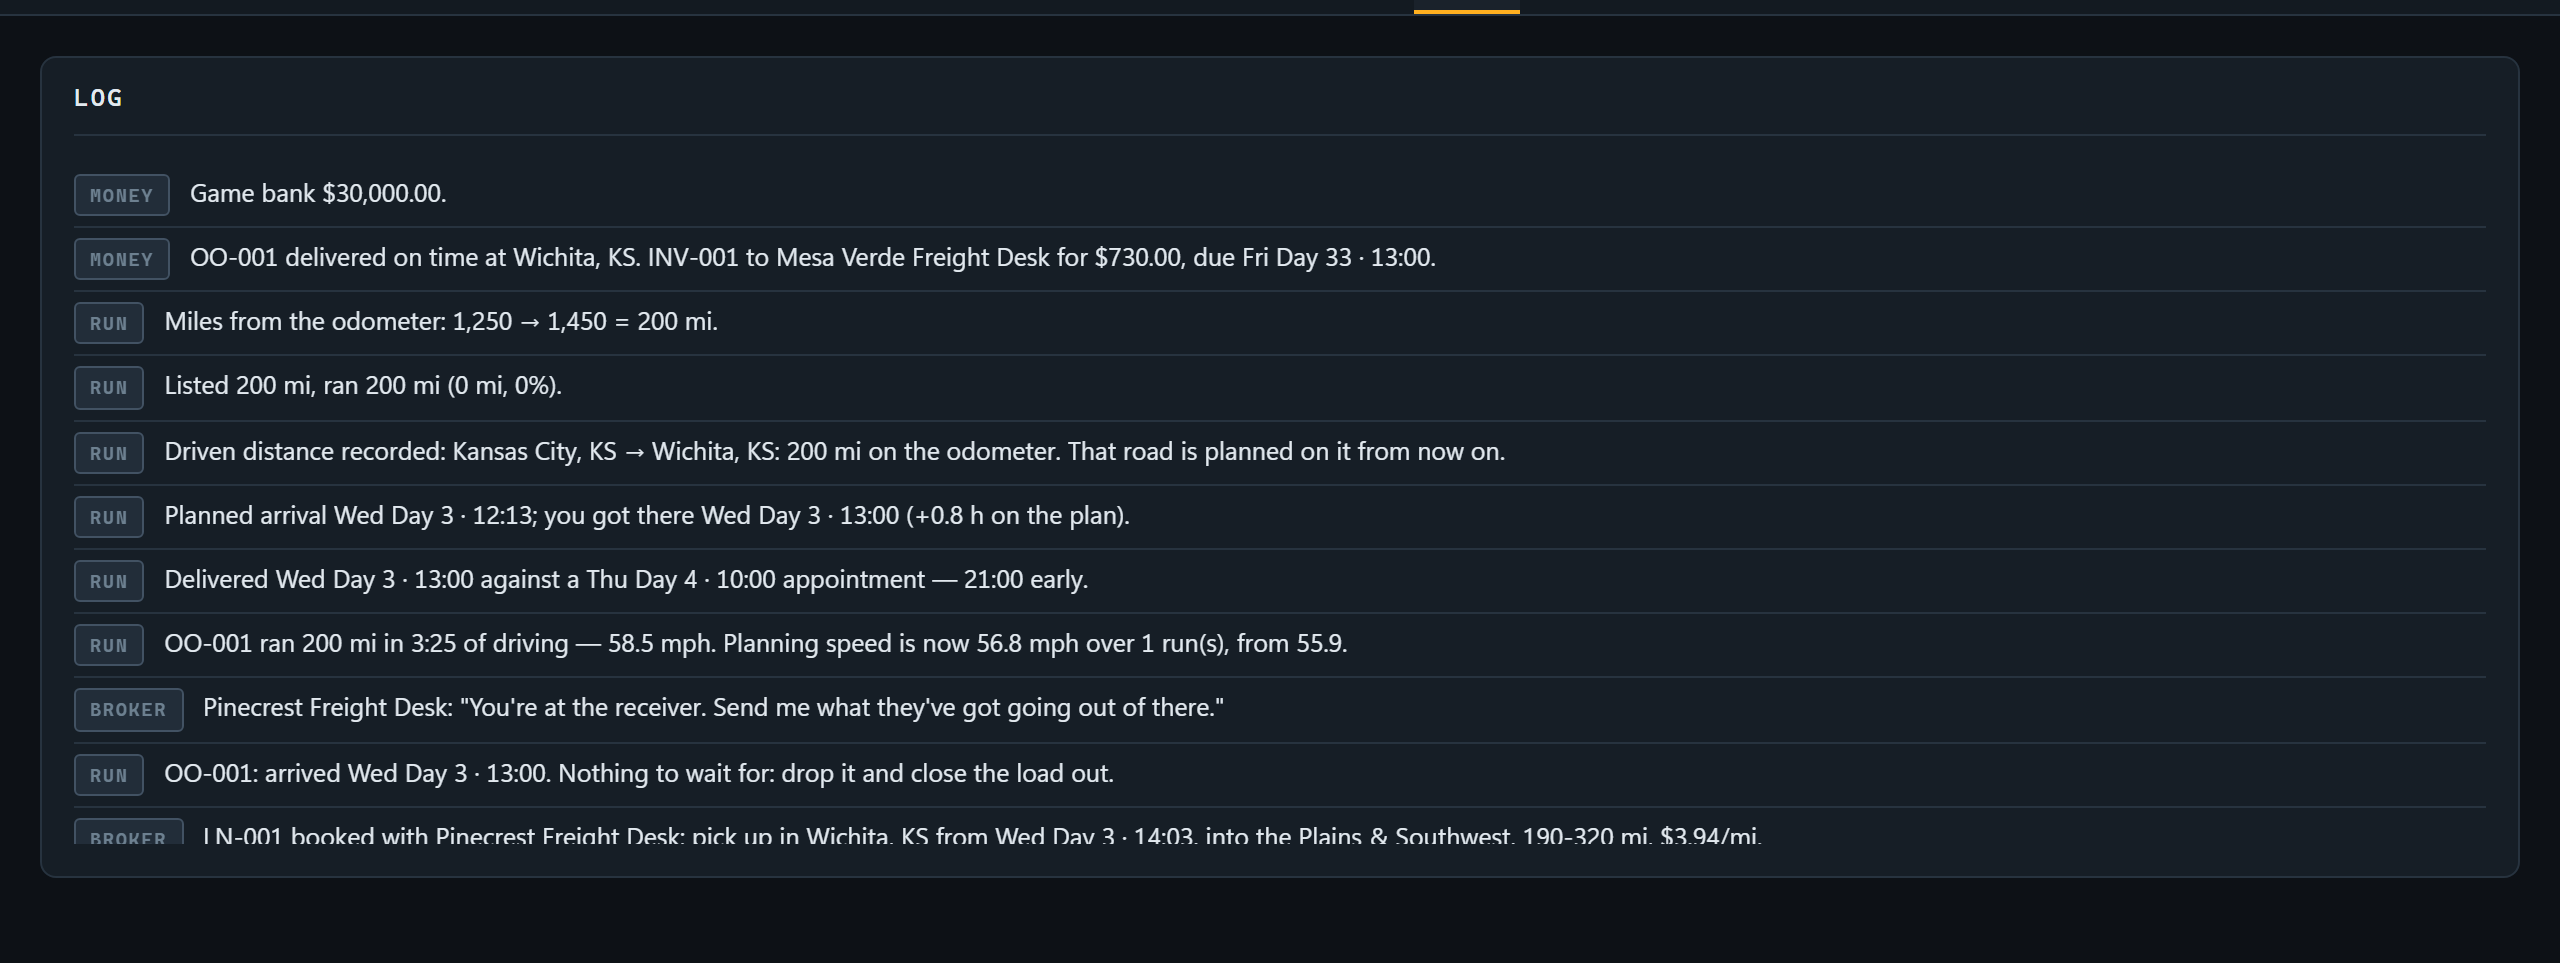 LOG
MONEY Game bank $30,000.00.
MONEY OO-001 delivered on time at Wichita, KS. INV-001 to Mesa Verde Freight Desk for $730.00, due Fri Day 33 · 13:00.
RUN Miles from the odometer: 1,250 → 1,450 = 200 mi.
RUN Listed 200 mi, ran 200 mi (0 mi, 0%).
RUN Driven distance recorded: Kansas City, KS → Wichita, KS: 200 mi on the odometer. That road is planned on it from now on.
RUN Planned arrival Wed Day 3 · 12:13; you got there Wed Day 3 · 13:00 (+0.8 h on the plan).
RUN Delivered Wed Day 3 · 13:00 against a Thu Day 4 · 10:00 appointment — 21:00 early.
RUN OO-001 ran 200 mi in 3:25 of driving — 58.5 mph. Planning speed is now 56.8 mph over 1 run(s), from 55.9.
BROKER Pinecrest Freight Desk: "You're at the receiver. Send me what they've got going out of there."
RUN OO-001: arrived Wed Day 3 · 13:00. Nothing to wait for: drop it and close the load out.
BROKER LN-001 booked with Pinecrest Freight Desk: pick up in Wichita, KS from Wed Day 3 · 14:03, into the Plains & Southwest, 190-320 mi, $3.94/mi.